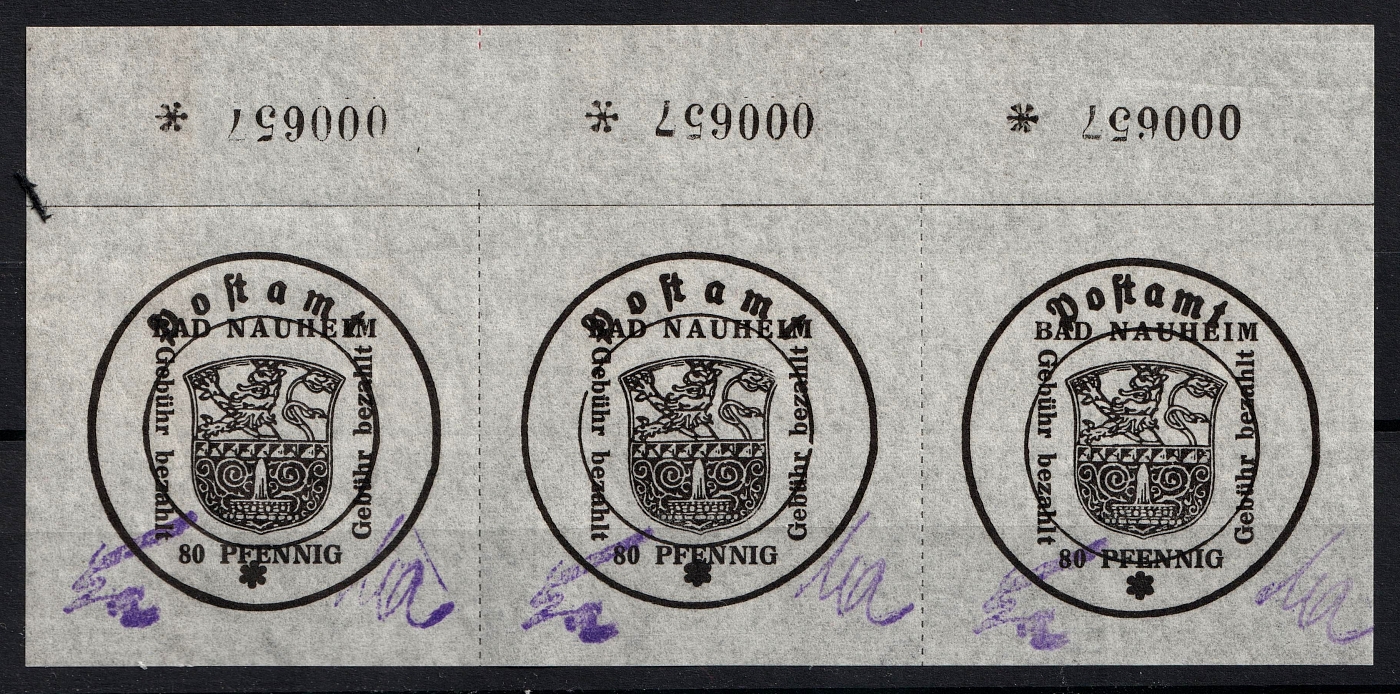 * 000657
* 000657
* 000657
Postamt
BAD NAUHEIM
Gebühr bezahlt
Gebühr bezahlt
80 PFENNIG
Postamt
BAD NAUHEIM
Gebühr bezahlt
Gebühr bezahlt
80 PFENNIG
Postamt
BAD NAUHEIM
Gebühr bezahlt
Gebühr bezahlt
80 PFENNIG